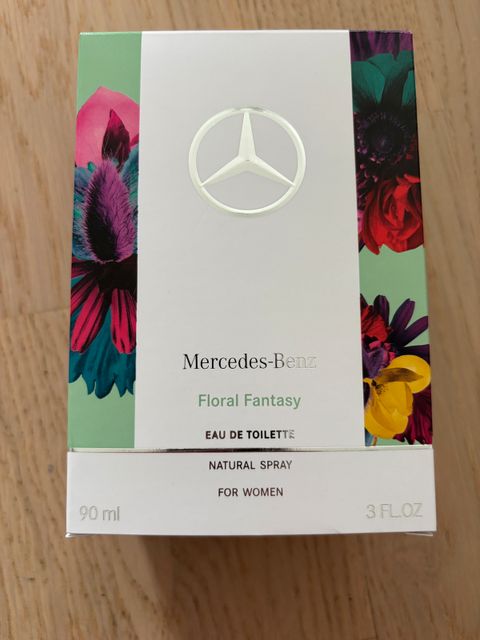 Mercedes-Benz
Floral Fantasy
EAU DE TOILETTE
NATURAL SPRAY
FOR WOMEN
90 ml
3 FL.OZ